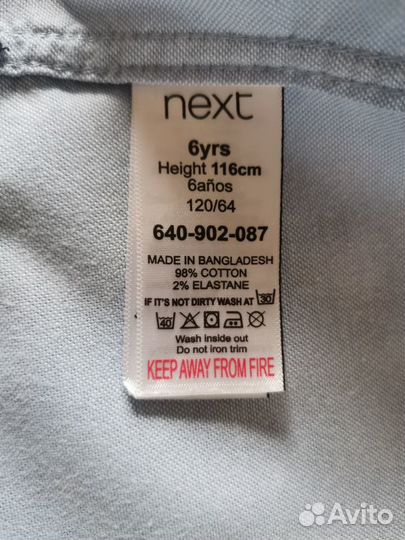 next
6yrs
Height 116cm
6años
120/64
640-902-087
MADE IN BANGLADESH
98% COTTON
2% ELASTANE
IF IT'S NOT DIRTY WASH AT 30
40
Wash inside out
Do not iron trim
KEEP AWAY FROM FIRE
Avito